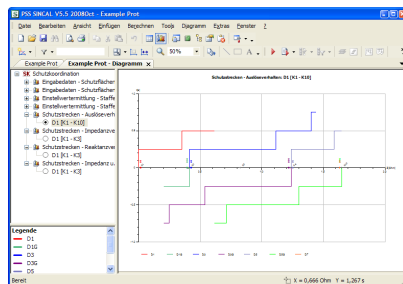 PSS SINCAL V5.5 2008Oct - Example Prot
Datei Bearbeiten Ansicht Einfügen Berechnen Tools Diagramm Extras Fenster ?
50%
Example Prot Example Prot - Diagramm
SK Schutzkoordination
Eingabedaten - Schutzflächer
Eingabedaten - Schutzflächer
Einstellwertermittlung - Staffe
Einstellwertermittlung - Staffe
Schutzstrecken - Auslöseverh
D1 [K1 - K10]
Schutzstrecken - Impedanzve
D1 [K1 - K3]
Schutzstrecken - Reaktanzver
D1 [K1 - K3]
Schutzstrecken - Impedanz u.
D1 [K1 - K3]
Schutzstrecken - Auslöseverhalten: D1 [K1 - K10]
Legende
D1
D1G
D3
D3G
D5
Bereit
X = 0,666 Ohm Y = 1,267 s